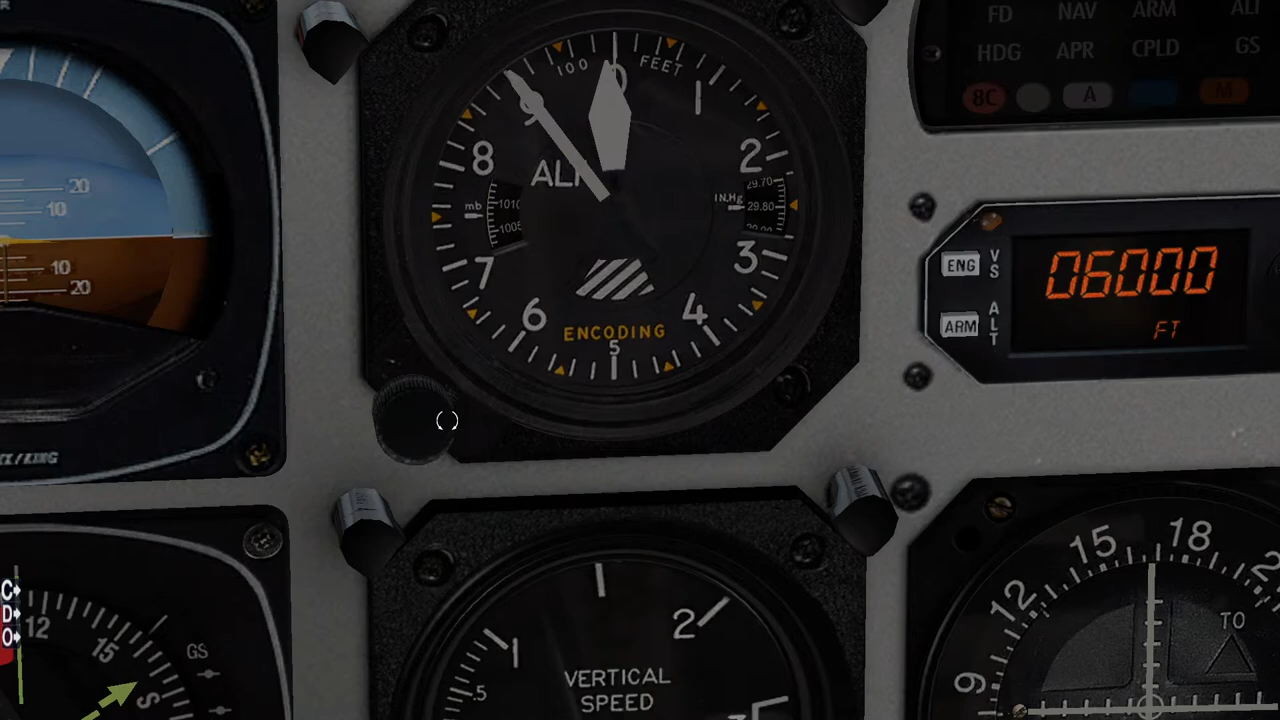 FD NAV ARM ALT
HDG APR CPLD GS
8C A M
100 FEET
0
1
2
3
4
5
6
7
8
9
mb
1010
1005
IN.Hg
29.70
29.80
ENCODING
20
10
10
20
ENG
VS
ARM
ALT
06000
FT
VERTICAL
SPEED
.5
1
2
12
15
S
GS
C
D
O
9
12
15
18
TO